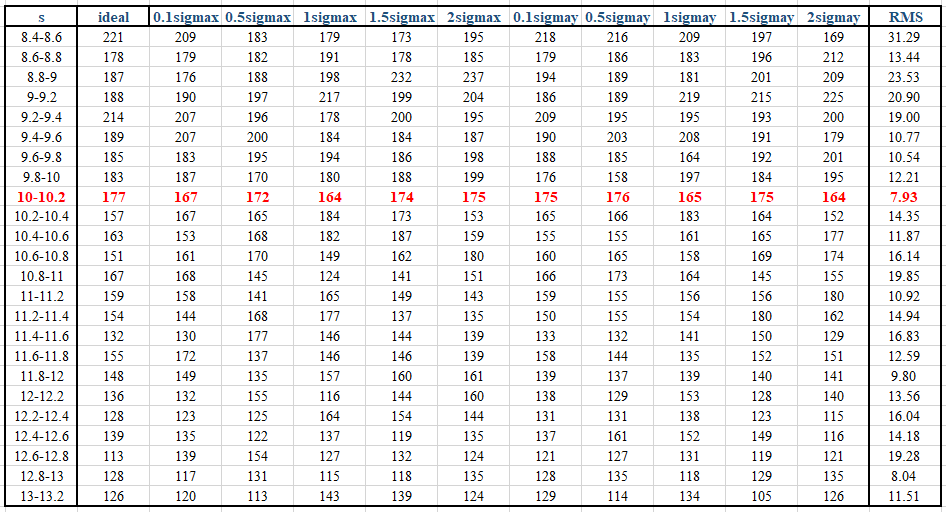 s ideal 0.1sigmax 0.5sigmax 1sigmax 1.5sigmax 2sigmax 0.1sigmay 0.5sigmay 1sigmay 1.5sigmay 2sigmay RMS
8.4-8.6 221 209 183 179 173 195 218 216 209 197 169 31.29
8.6-8.8 178 179 182 191 178 185 179 186 183 196 212 13.44
8.8-9 187 176 188 198 232 237 194 189 181 201 209 23.53
9-9.2 188 190 197 217 199 204 186 189 219 215 225 20.90
9.2-9.4 214 207 196 178 200 195 209 195 195 193 200 19.00
9.4-9.6 189 207 200 184 184 187 190 203 208 191 179 10.77
9.6-9.8 185 183 195 194 186 198 188 185 164 192 201 10.54
9.8-10 183 187 170 180 188 199 176 158 197 184 195 12.21
10-10.2 177 167 172 164 174 175 175 176 165 175 164 7.93
10.2-10.4 157 167 165 184 173 153 165 166 183 164 152 14.35
10.4-10.6 163 153 168 182 187 159 155 155 161 165 177 11.87
10.6-10.8 151 161 170 149 162 180 160 165 158 169 174 16.14
10.8-11 167 168 145 124 141 151 166 173 164 145 155 19.85
11-11.2 159 158 141 165 149 143 159 155 156 156 180 10.92
11.2-11.4 154 144 168 177 137 135 150 155 154 180 162 14.94
11.4-11.6 132 130 177 146 144 139 133 132 141 150 129 16.83
11.6-11.8 155 172 137 146 146 139 158 144 135 152 151 12.59
11.8-12 148 149 135 157 160 161 139 137 139 140 141 9.80
12-12.2 136 132 155 116 144 160 138 129 153 128 140 13.56
12.2-12.4 128 123 125 164 154 144 131 131 138 123 115 16.04
12.4-12.6 139 135 122 137 119 135 137 161 152 149 116 14.18
12.6-12.8 113 139 154 127 132 124 121 127 131 119 121 19.28
12.8-13 128 117 131 115 118 135 128 135 118 129 135 8.04
13-13.2 126 120 113 143 139 124 129 114 134 105 126 11.51